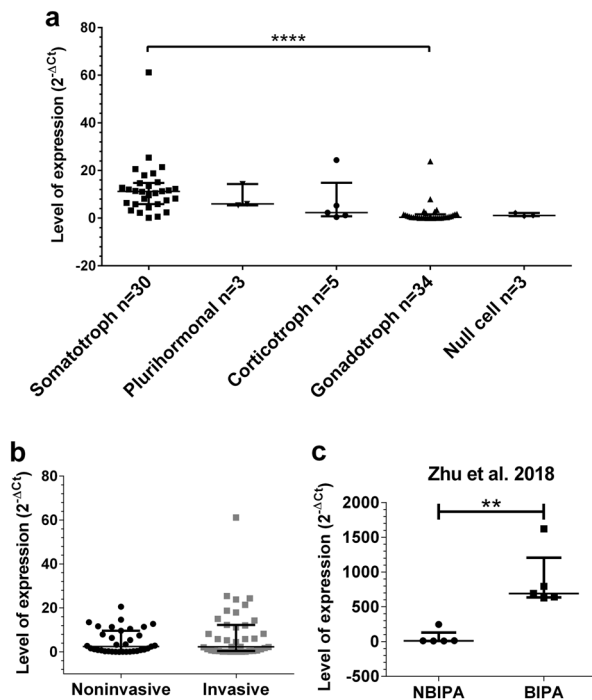 a
Level of expression (2-ΔCt)
80
60
40
20
0
-20
****
Somatotroph n=30
Plurihormonal n=3
Corticotroph n=5
Gonadotroph n=34
Null cell n=3
b
Level of expression (2-ΔCt)
80
60
40
20
0
Noninvasive
Invasive
c
Zhu et al. 2018
Level of expression (2-ΔCt)
2000
1500
1000
500
0
-500
**
NBIPA
BIPA